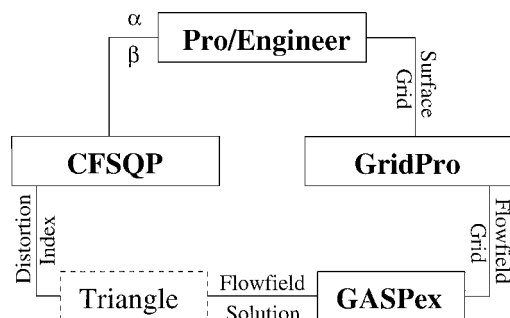 α
β
Pro/Engineer
Surface
Grid
CFSQP
GridPro
Distortion
Index
Flowfield
Grid
Triangle
Flowfield
Solution
GASPex